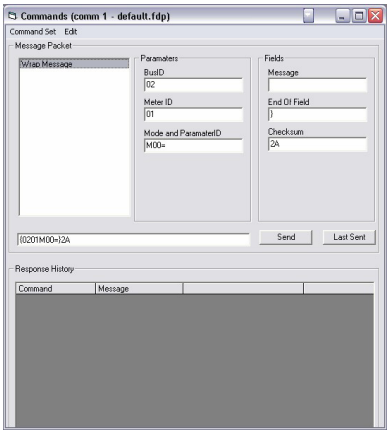 Commands (comm 1 - default.fdp)
Command Set Edit
Message Packet
Wrap Message
Paramaters
BusID
02
Meter ID
01
Mode and ParamaterID
M00=
Fields
Message
End Of Field
}
Checksum
2A
{0201M00=}2A
Send
Last Sent
Response History
Command Message